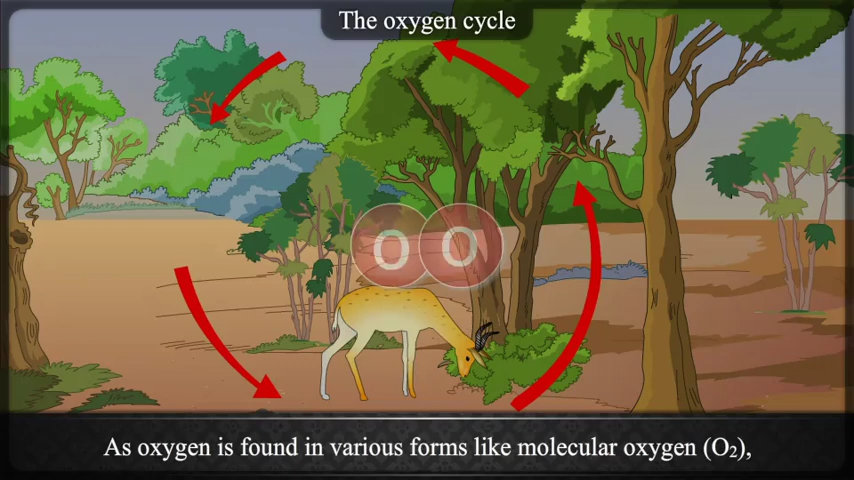 The oxygen cycle
O O
As oxygen is found in various forms like molecular oxygen (O₂),